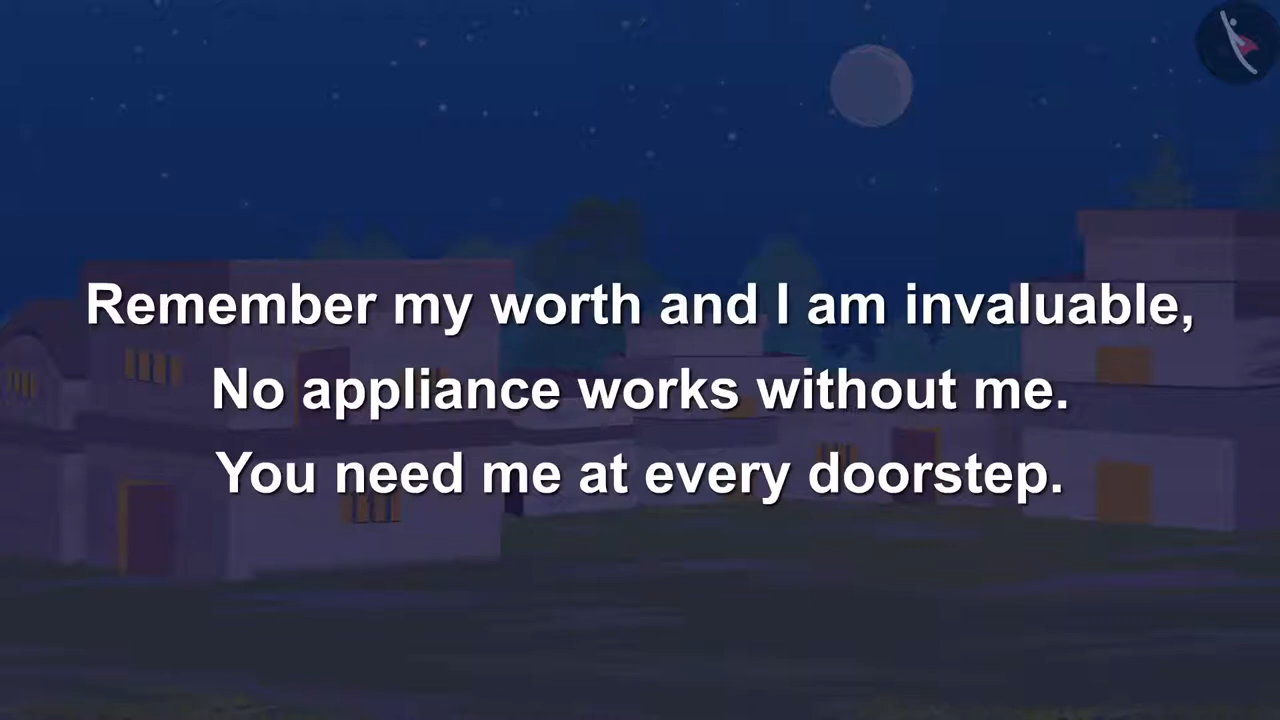 Remember my worth and I am invaluable,
No appliance works without me.
You need me at every doorstep.